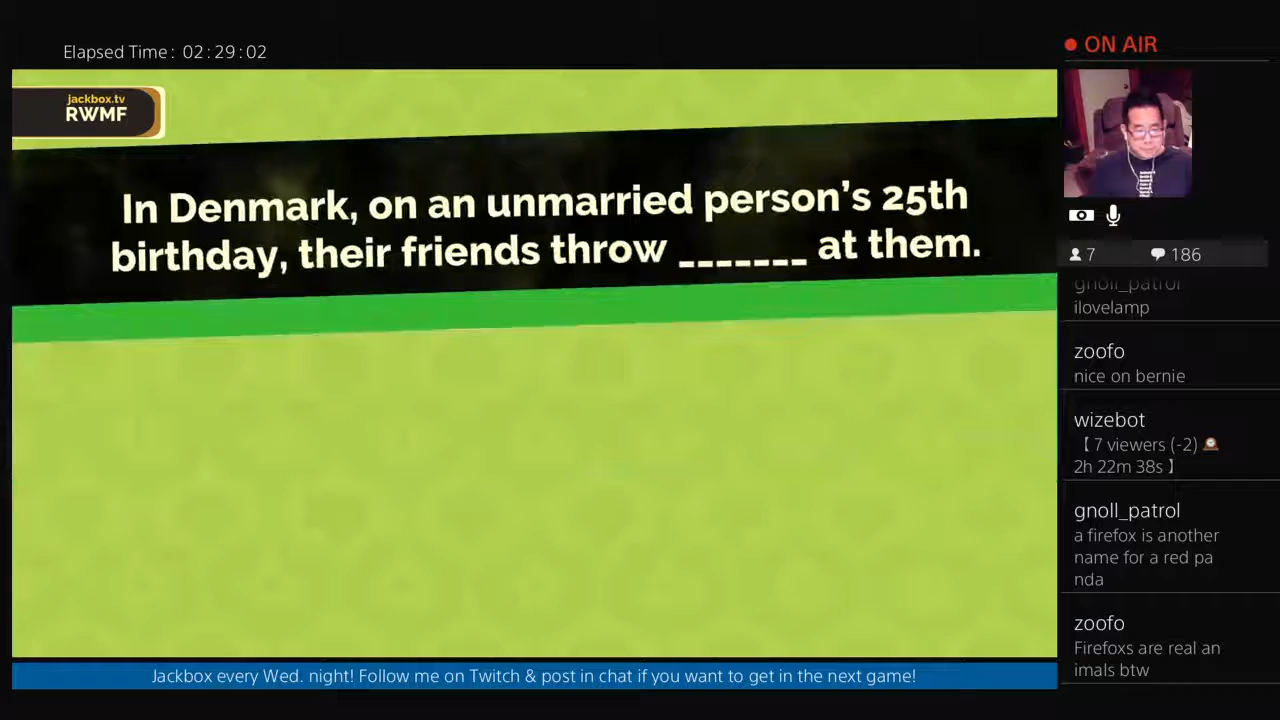 Elapsed Time: 02:29:02
ON AIR
jackbox.tv
RWMF
In Denmark, on an unmarried person's 25th
birthday, their friends throw _______ at them.
7
186
gnoll_patrol
ilovelamp
zoofo
nice on bernie
wizebot
【7 viewers (-2)
2h 22m 38s】
gnoll_patrol
a firefox is another
name for a red pa
nda
zoofo
Firefoxs are real an
imals btw
Jackbox every Wed. night! Follow me on Twitch & post in chat if you want to get in the next game!